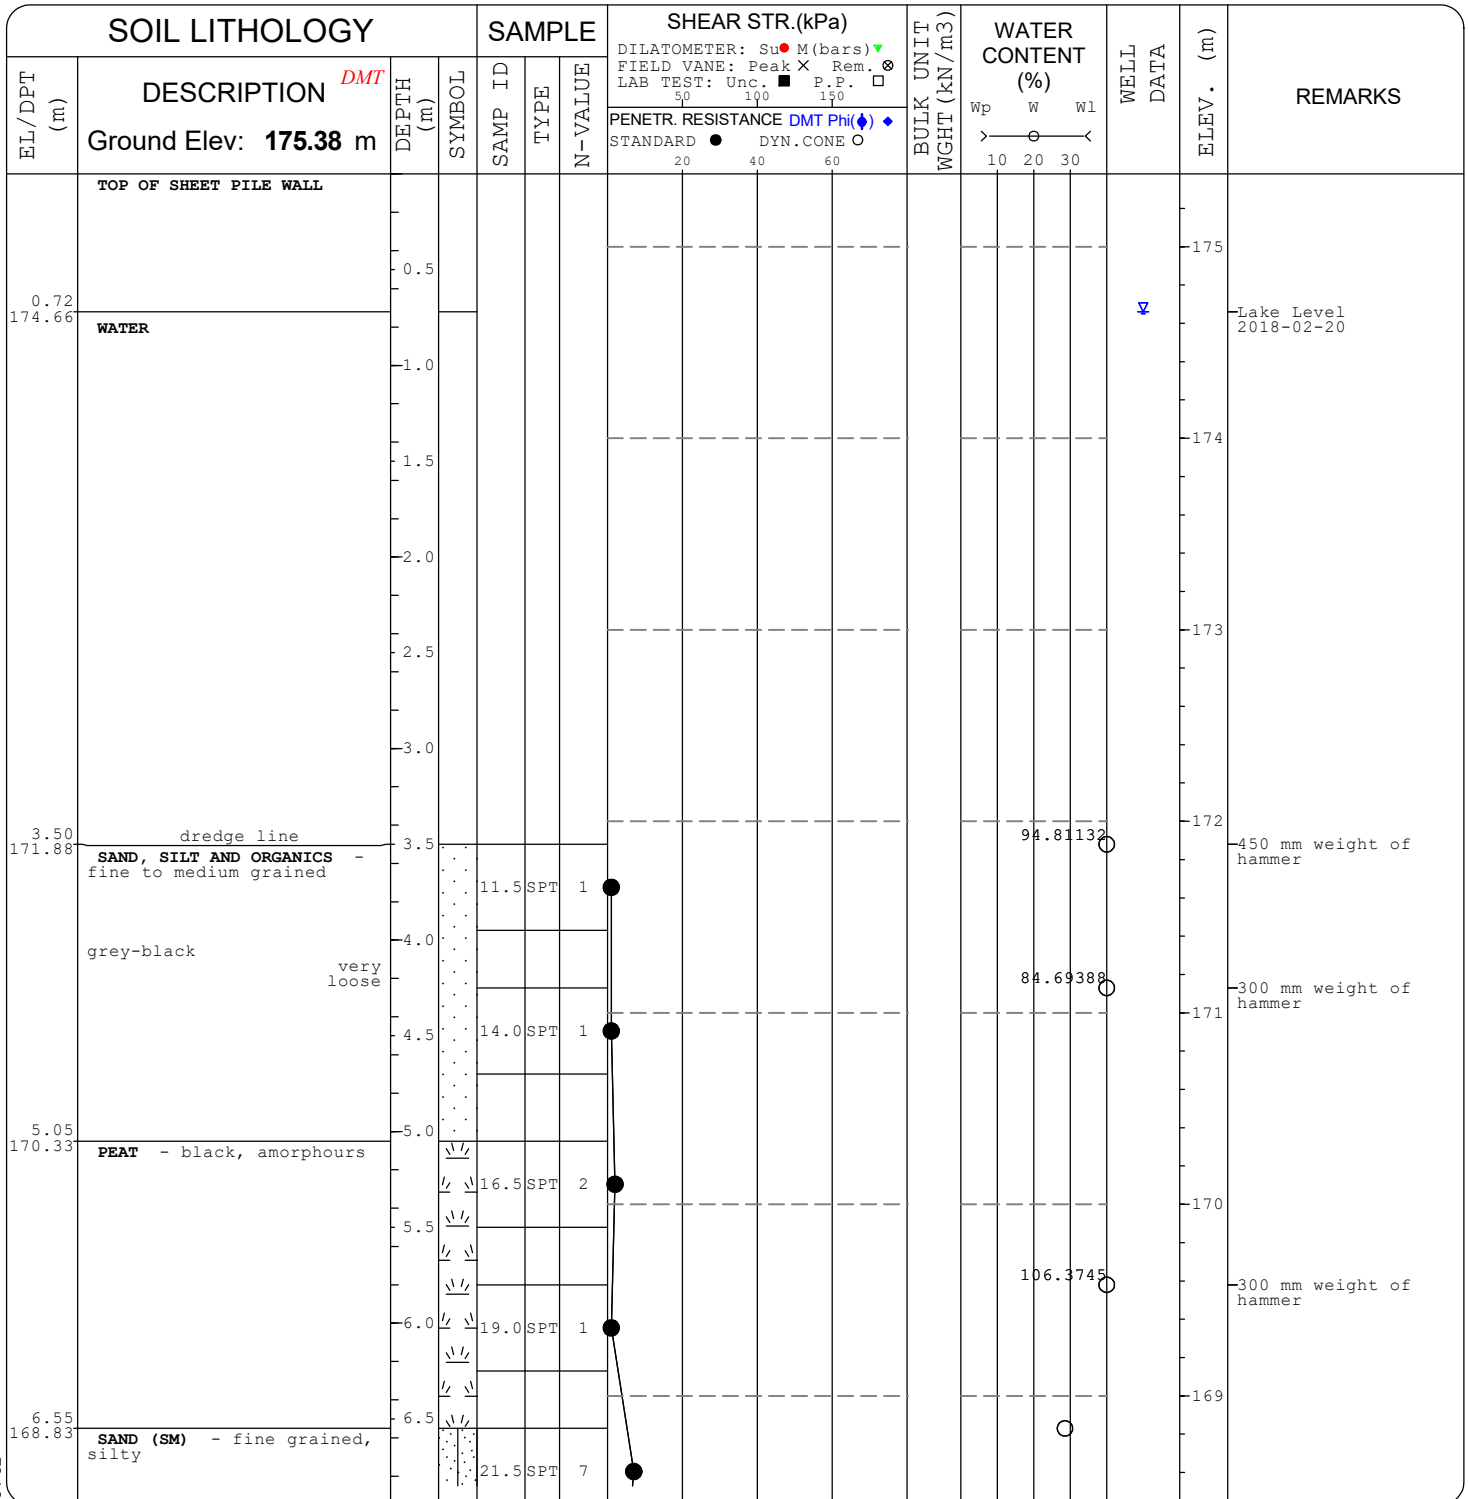 SOIL LITHOLOGY
SAMPLE
SHEAR STR.(kPa)
DILATOMETER: Su M(bars)
FIELD VANE: Peak Rem.
LAB TEST: Unc. P.P.
50 100 150
PENETR. RESISTANCE DMT Phi(ϕ)
STANDARD DYN.CONE
20 40 60
BULK UNIT
WGHT (kN/m3)
WATER
CONTENT
(%)
Wp W Wl
10 20 30
WELL
DATA
ELEV. (m)
REMARKS
EL/DPT
(m)
DESCRIPTION DMT
Ground Elev: 175.38 m
DEPTH
(m)
SYMBOL
SAMP ID
TYPE
N-VALUE
TOP OF SHEET PILE WALL
175
0.5
0.72
174.66
WATER
Lake Level
2018-02-20
1.0
174
1.5
2.0
173
2.5
3.0
172
3.50
171.88
dredge line
3.5
94.81132
450 mm weight of
hammer
SAND, SILT AND ORGANICS -
fine to medium grained
11.5 SPT 1
4.0
grey-black
very
loose
84.69388
300 mm weight of
hammer
171
4.5
14.0 SPT 1
5.0
5.05
170.33
PEAT - black, amorphours
16.5 SPT 2
170
5.5
106.3745
300 mm weight of
hammer
6.0
19.0 SPT 1
169
6.5
6.55
168.83
SAND (SM) - fine grained,
silty
21.5 SPT 7